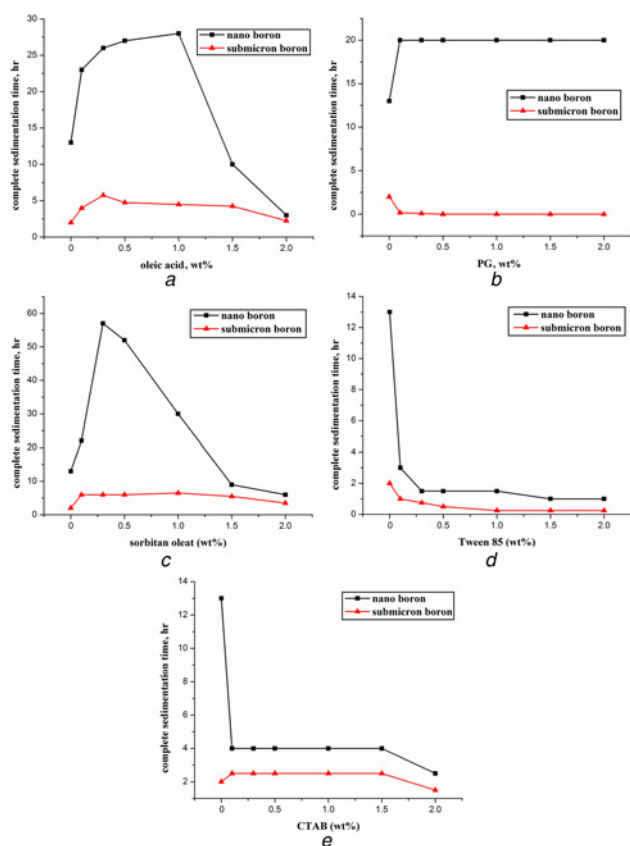 30
25
20
15
10
5
0
complete sedimentation time, hr
nano boron
submicron boron
0 0.5 1.0 1.5 2.0
oleic acid, wt%
a
20
15
10
5
0
complete sedimentation time, hr
nano boron
submicron boron
0 0.5 1.0 1.5 2.0
PG, wt%
b
60
50
40
30
20
10
0
complete sedimentation time, hr
nano boron
submicron boron
0 0.5 1.0 1.5 2.0
sorbitan oleat (wt%)
c
14
12
10
8
6
4
2
0
complete sedimentation time, hr
nano boron
submicron boron
0 0.5 1.0 1.5 2.0
Tween 85 (wt%)
d
14
12
10
8
6
4
2
complete sedimentation time, hr
nano boron
submicron boron
0 0.5 1.0 1.5 2.0
CTAB (wt%)
e